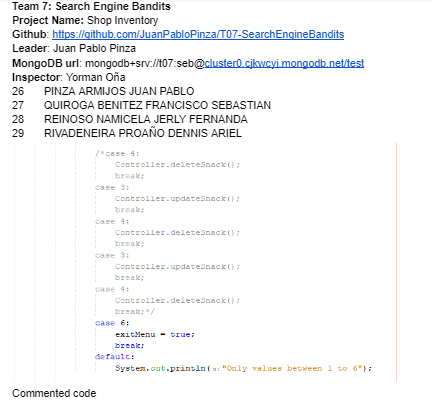 Team 7: Search Engine Bandits
Project Name: Shop Inventory
Github: https://github.com/JuanPabloPinza/T07-SearchEngineBandits
Leader: Juan Pablo Pinza
MongoDB url: mongodb+srv://t07:seb@cluster0.cjkwcyi.mongodb.net/test
Inspector: Yorman Oña
26 PINZA ARMIJOS JUAN PABLO
27 QUIROGA BENITEZ FRANCISCO SEBASTIAN
28 REINOSO NAMICELA JERLY FERNANDA
29 RIVADENEIRA PROAÑO DENNIS ARIEL
/*case 4:
Controller.deleteSnack();
break;
case 3:
Controller.updateSnack();
break;
case 4:
Controller.deleteSnack();
break;
case 3:
Controller.updateSnack();
break;
case 4:
Controller.deleteSnack();
break;*/
case 6:
exitMenu = true;
break;
default:
System.out.println(x: "Only values between 1 to 6");
Commented code